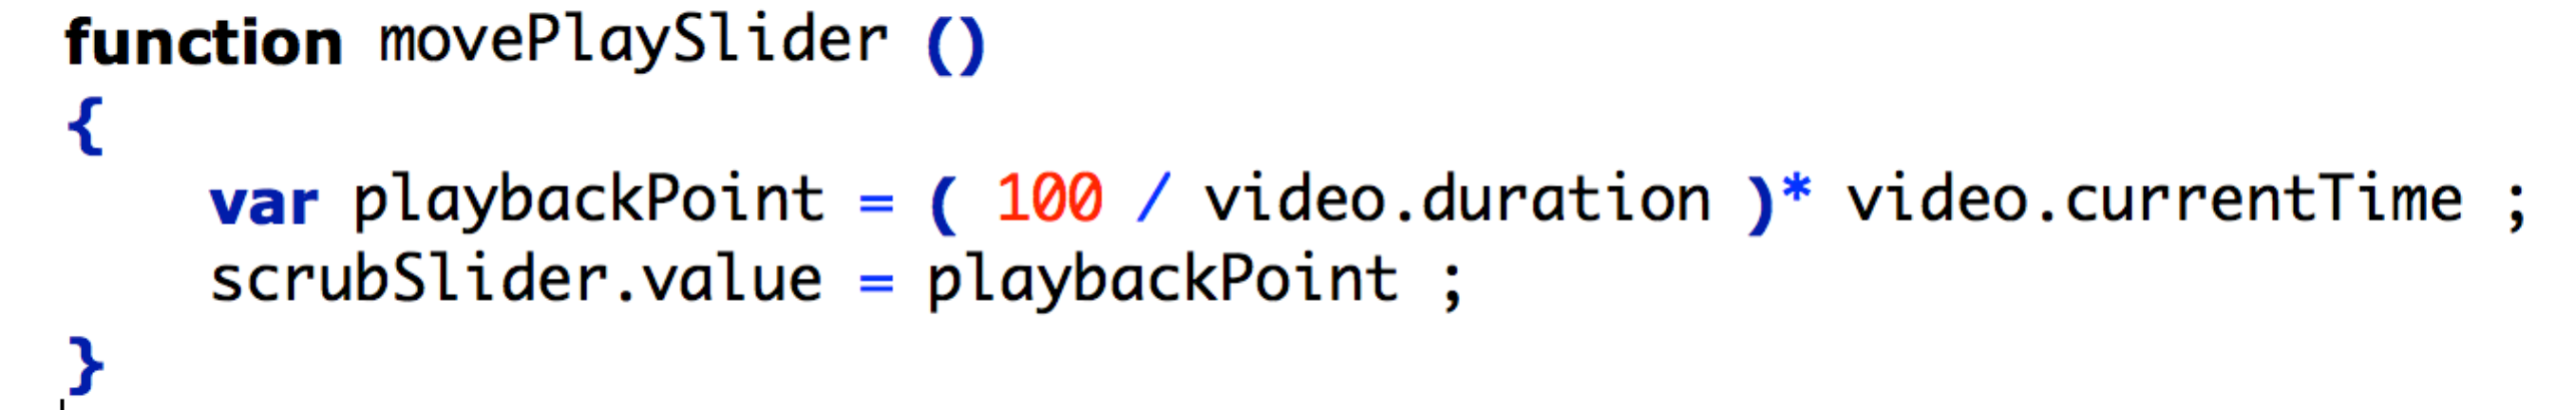 function movePlaySlider ()
{
    var playbackPoint = ( 100 / video.duration )* video.currentTime ;
    scrubSlider.value = playbackPoint ;
}